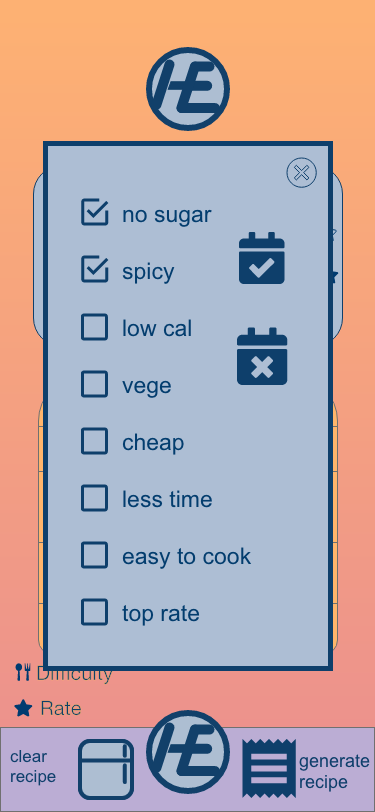 HE
no sugar
spicy
low cal
vege
cheap
less time
easy to cook
top rate
Difficulty
Rate
clear
recipe
HE
generate
recipe